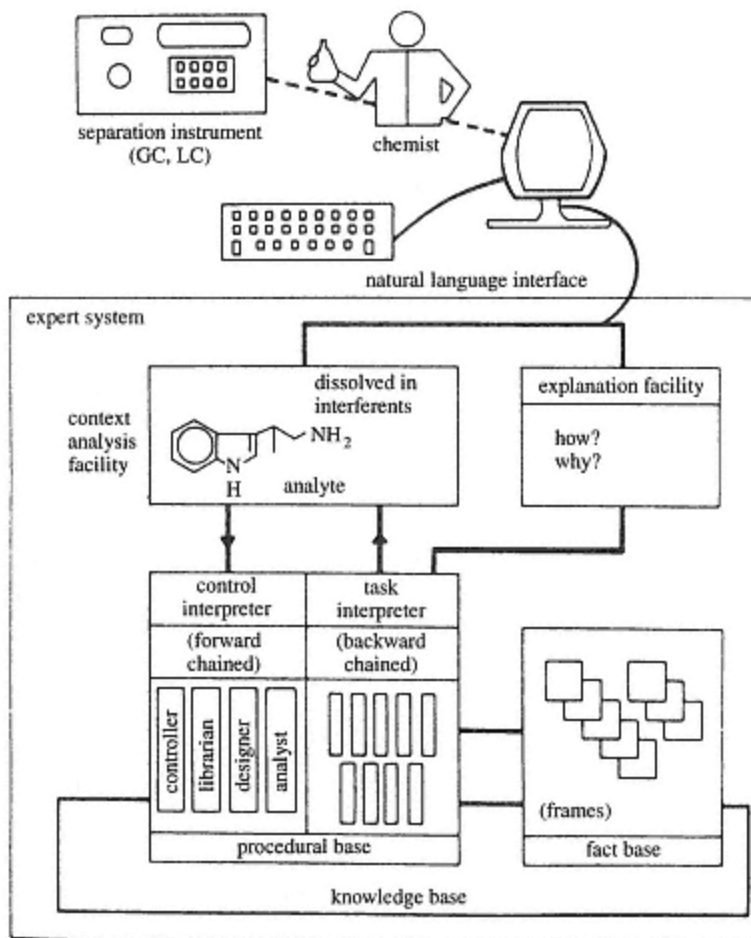 separation instrument
(GC, LC)
chemist
natural language interface
expert system
context
analysis
facility
dissolved in
interferents
NH2
N
H
analyte
explanation facility
how?
why?
control
interpreter
task
interpreter
(forward
chained)
(backward
chained)
controller
librarian
designer
analyst
(frames)
procedural base
fact base
knowledge base